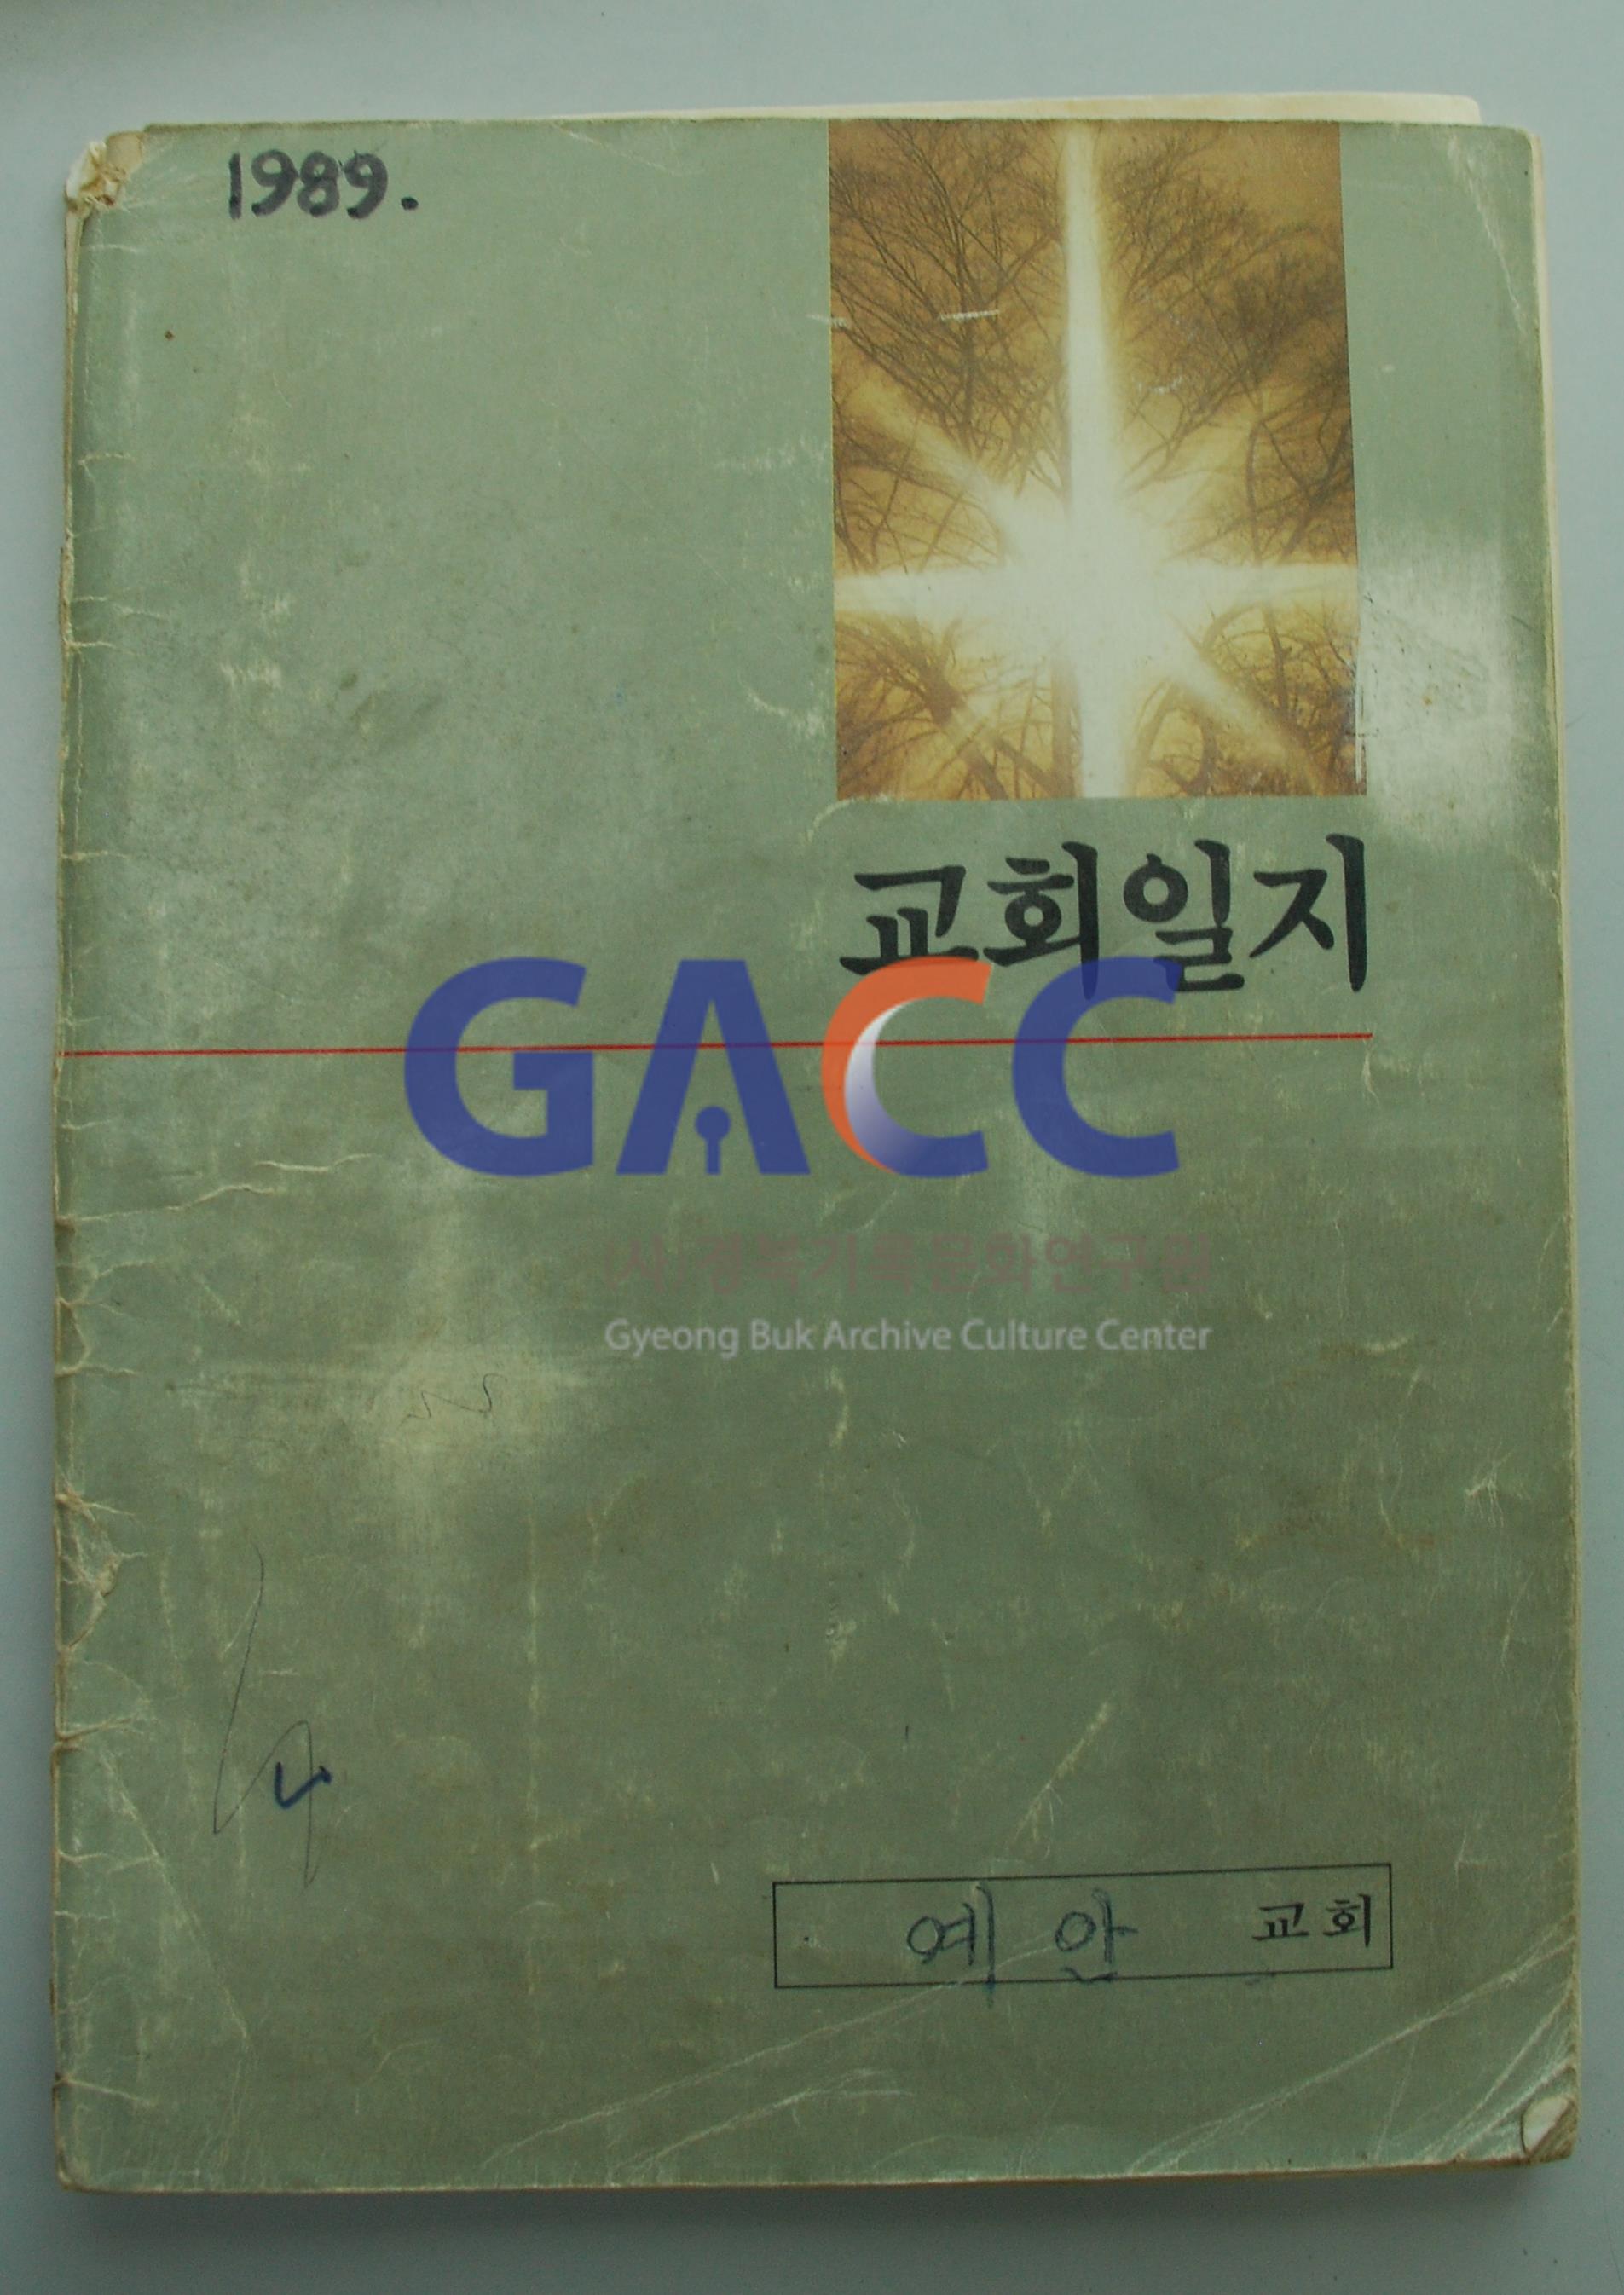 1989.
교회일지
GACC
(사)경북기록문화연구원
Gyeong Buk Archive Culture Center
예안 교회